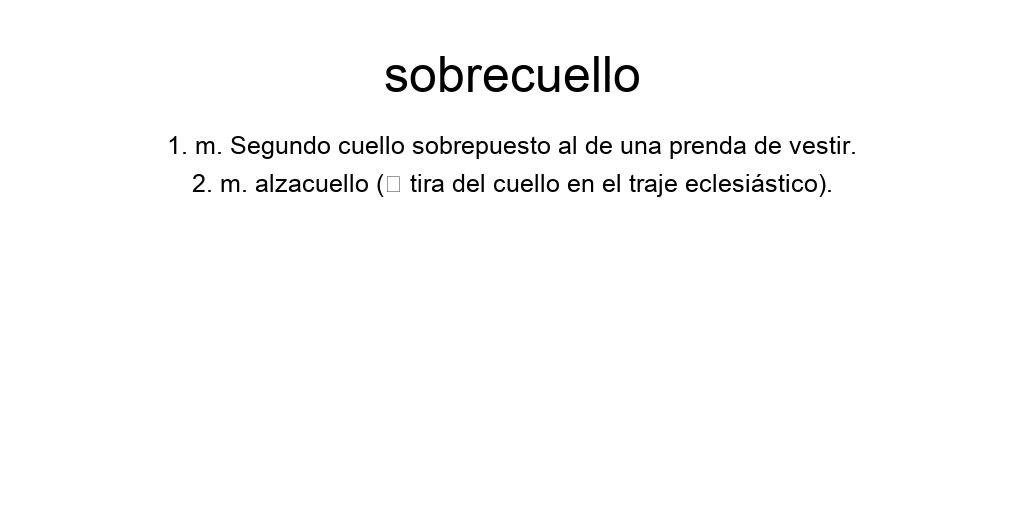 sobrecuello
1. m. Segundo cuello sobrepuesto al de una prenda de vestir.
2. m. alzacuello (□ tira del cuello en el traje eclesiástico).